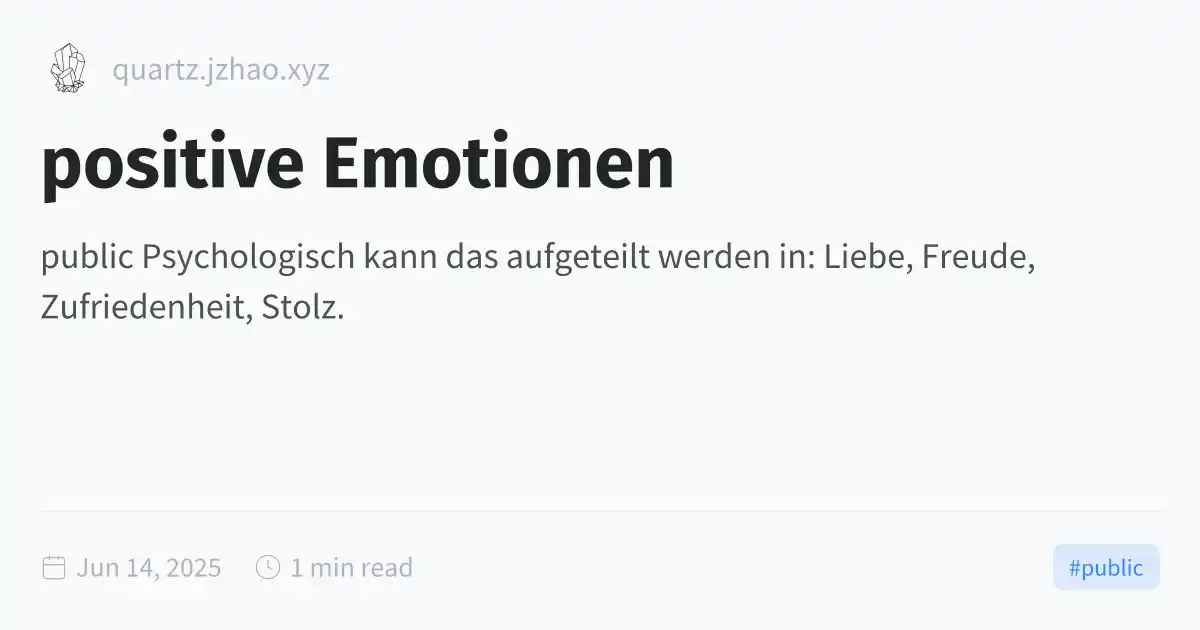 quartz.jzhao.xyz
positive Emotionen
public Psychologisch kann das aufgeteilt werden in: Liebe, Freude,
Zufriedenheit, Stolz.
Jun 14, 2025 1 min read #public